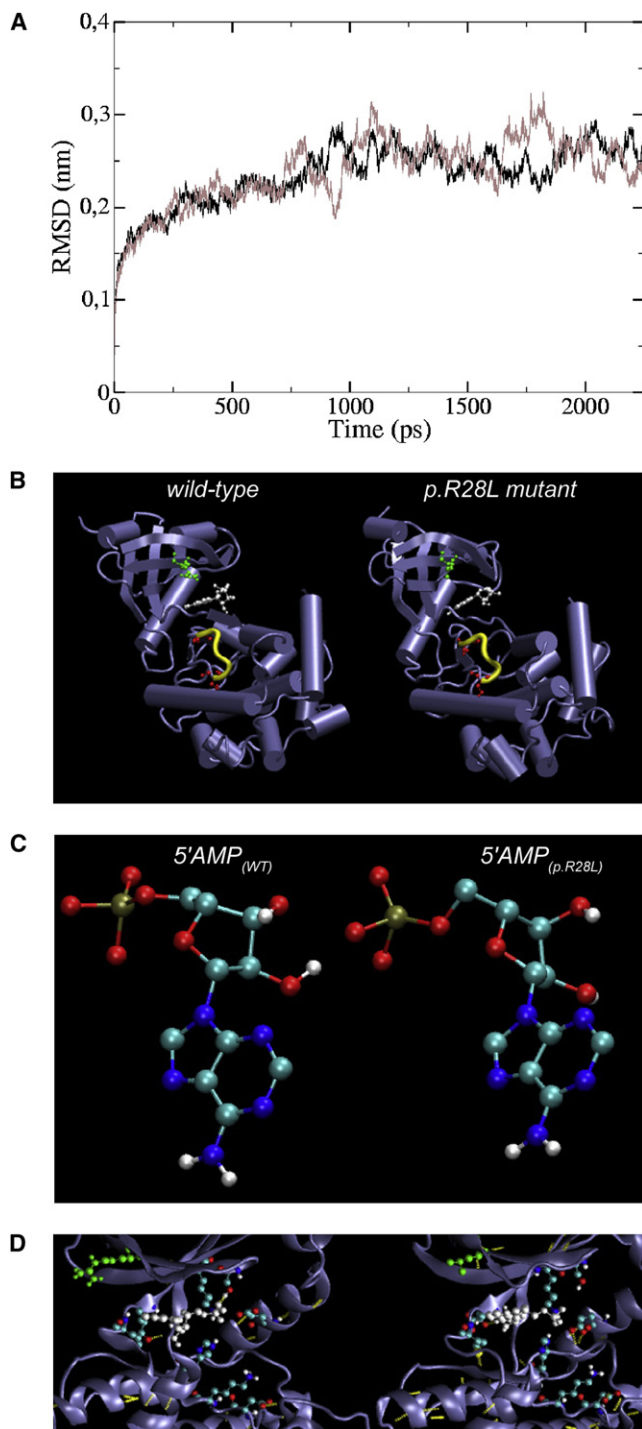 A
0,4
0,3
0,2
0,1
0
RMSD (nm)
0 500 1000 1500 2000
Time (ps)
B
wild-type p.R28L mutant
C
5'AMP(WT) 5'AMP(p.R28L)
D